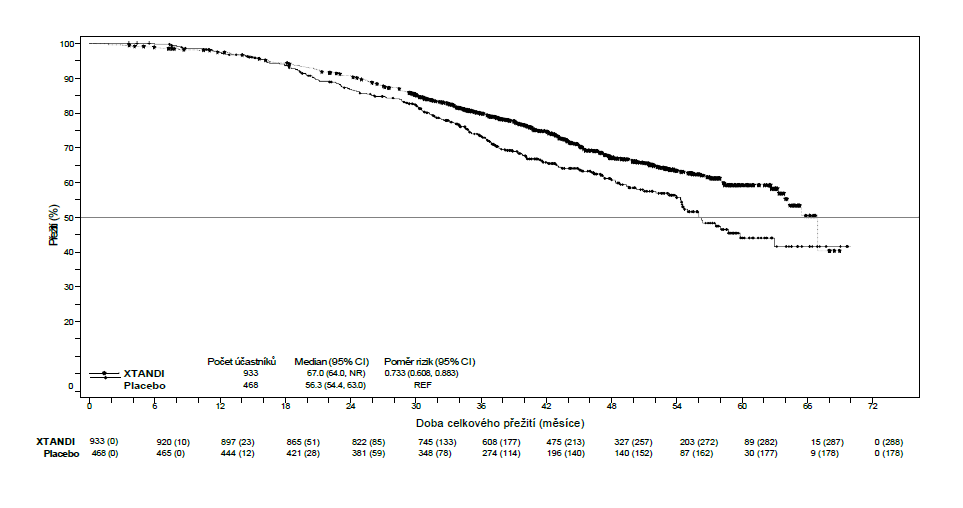 100
90
80
70
60
50
40
30
20
0
Přežití (%)
Počet účastníků Median (95% CI) Poměr rizik (95% CI)
XTANDI 933 67.0 (64.0, NR) 0.733 (0.608, 0.883)
Placebo 468 56.3 (54.4, 63.0) REF
0 6 12 18 24 30 36 42 48 54 60 66 72
Doba celkového přežití (měsíce)
XTANDI 933 (0) 920 (10) 897 (23) 865 (51) 822 (85) 745 (133) 608 (177) 475 (213) 327 (257) 203 (272) 89 (282) 15 (287) 0 (288)
Placebo 468 (0) 465 (0) 444 (12) 421 (28) 381 (59) 348 (78) 274 (114) 196 (140) 140 (152) 87 (162) 30 (177) 9 (178) 0 (178)